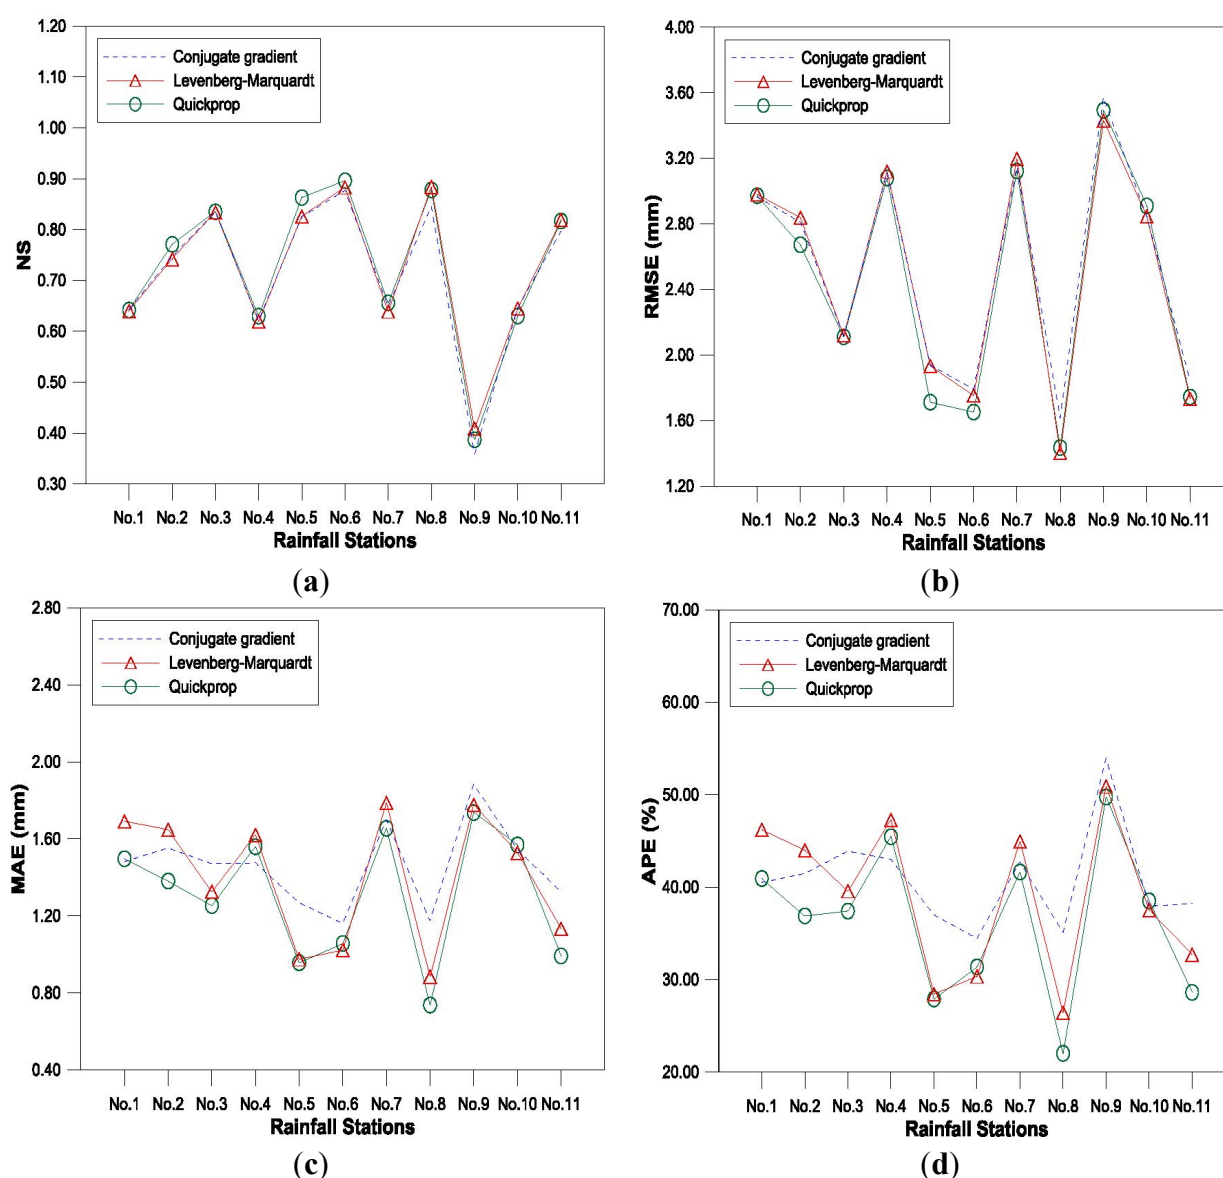 1.20
1.10
1.00
0.90
0.80
0.70
0.60
0.50
0.40
0.30
NS
Conjugate gradient
Levenberg-Marquardt
Quickprop
No.1 No.2 No.3 No.4 No.5 No.6 No.7 No.8 No.9 No.10 No.11
Rainfall Stations
(a)
4.00
3.60
3.20
2.80
2.40
2.00
1.60
1.20
RMSE (mm)
Conjugate gradient
Levenberg-Marquardt
Quickprop
No.1 No.2 No.3 No.4 No.5 No.6 No.7 No.8 No.9 No.10 No.11
Rainfall Stations
(b)
2.80
2.40
2.00
1.60
1.20
0.80
0.40
MAE (mm)
Conjugate gradient
Levenberg-Marquardt
Quickprop
No.1 No.2 No.3 No.4 No.5 No.6 No.7 No.8 No.9 No.10 No.11
Rainfall Stations
(c)
70.00
60.00
50.00
40.00
30.00
20.00
APE (%)
Conjugate gradient
Levenberg-Marquardt
Quickprop
No.1 No.2 No.3 No.4 No.5 No.6 No.7 No.8 No.9 No.10 No.11
Rainfall Stations
(d)